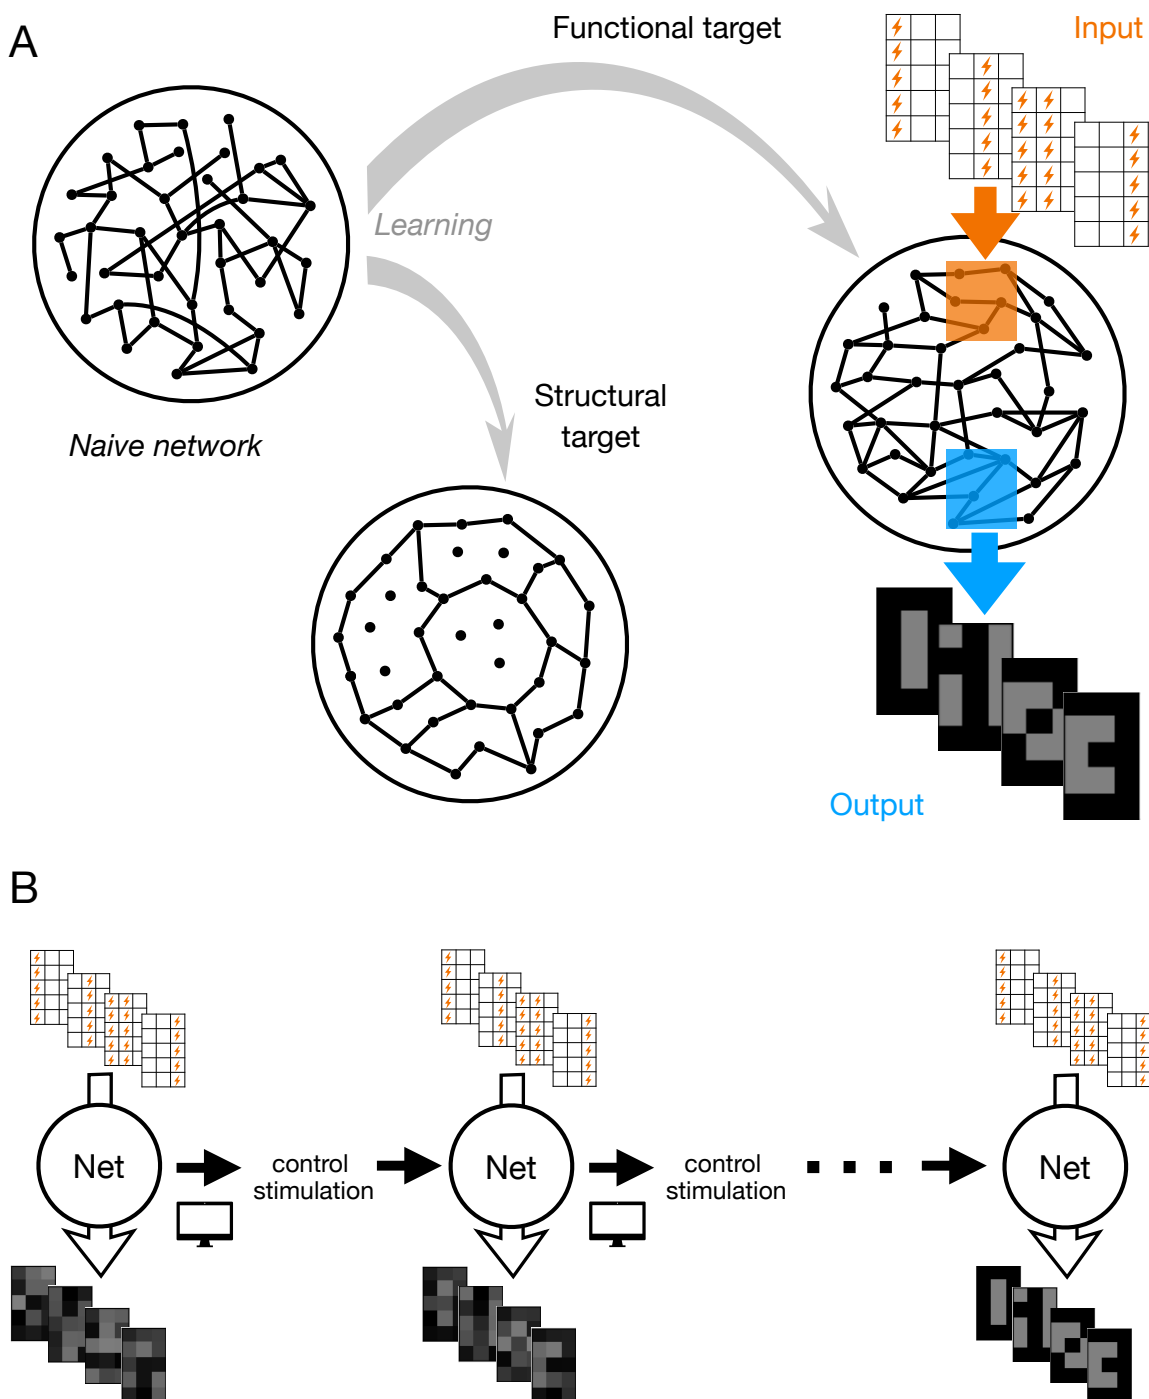 A
Functional target
Input
Learning
Naive network
Structural
target
Output
B
Net
control
stimulation
Net
control
stimulation
Net